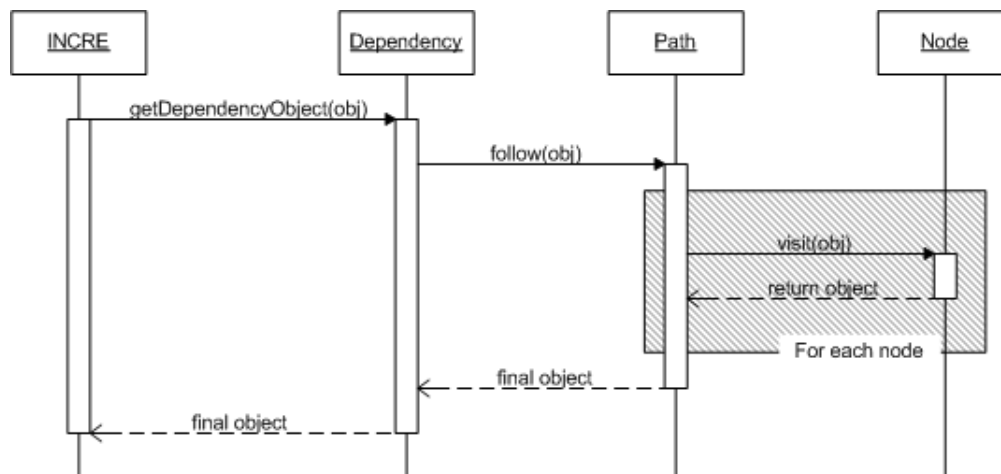 INCRE
Dependency
Path
Node
getDependencyObject(obj)
follow(obj)
visit(obj)
return object
For each node
final object
final object